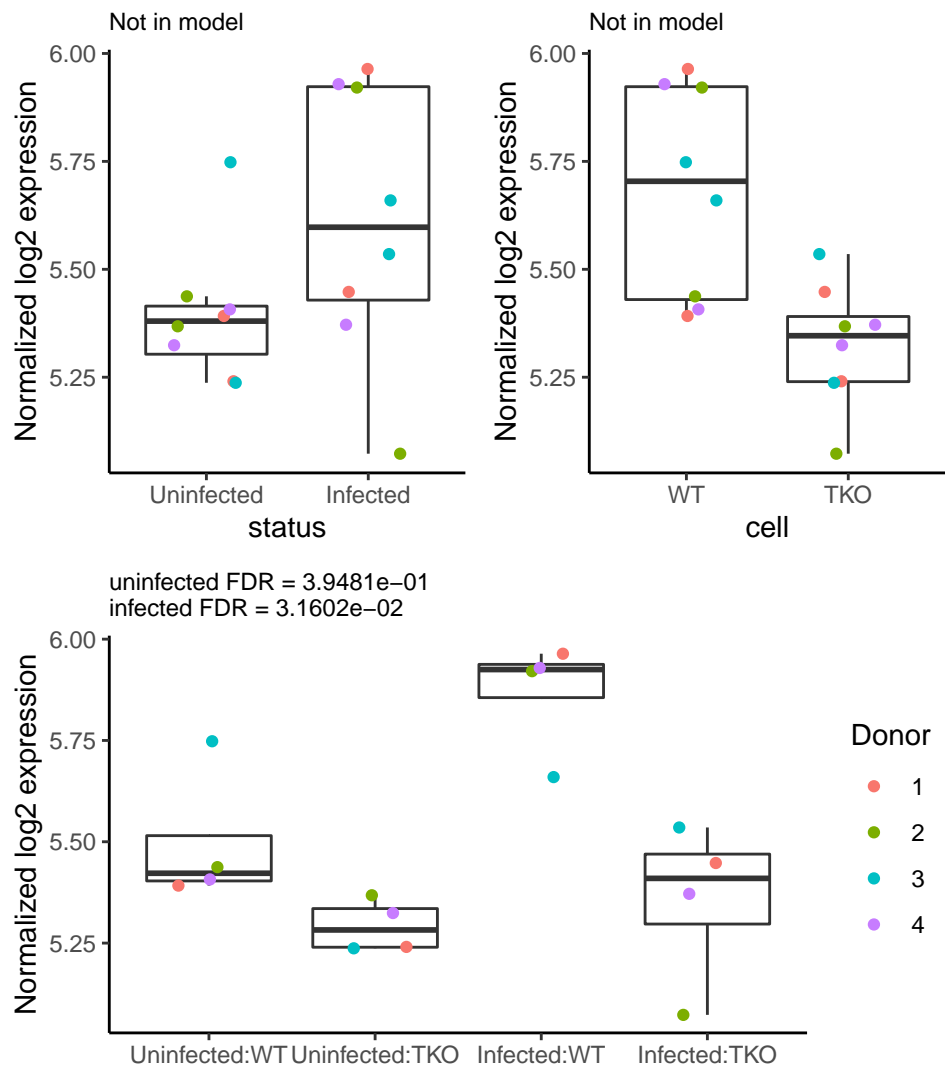 Not in model
Normalized log2 expression
6.00
5.75
5.50
5.25
Uninfected Infected
status
Not in model
Normalized log2 expression
6.00
5.75
5.50
5.25
WT TKO
cell
uninfected FDR = 3.9481e−01
infected FDR = 3.1602e−02
Normalized log2 expression
6.00
5.75
5.50
5.25
Uninfected:WT Uninfected:TKO Infected:WT Infected:TKO
Donor
1
2
3
4